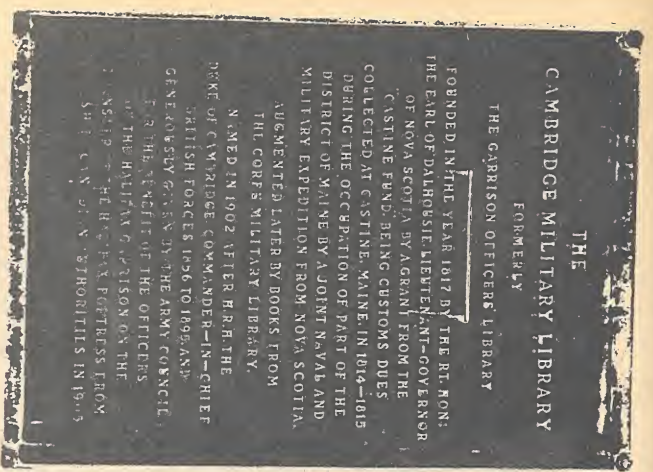 THE
CAMBRIDGE MILITARY LIBRARY
FORMERLY
THE GARRISON OFFICERS LIBRARY
FOUNDED IN THE YEAR 1817 BY THE RT. HON:
THE EARL OF DALHOUSIE, LIEUTENANT-GOVERNOR
OF NOVA SCOTIA BY A GRANT FROM THE
CASTINE FUND BEING CUSTOMS DUES
COLLECTED AT CASTINE, MAINE, IN 1814-1815
DURING THE OCCUPATION OF PART OF THE
DISTRICT OF MAINE BY A JOINT NAVAL AND
MILITARY EXPEDITION FROM NOVA SCOTIA,
AUGMENTED LATER BY BOOKS FROM
THE CORFU MILITARY LIBRARY.
NAMED IN 1902 AFTER H.R.H. THE
DUKE OF CAMBRIDGE COMMANDER-IN-CHIEF
BRITISH FORCES 1856 TO 1895 AND
GENEROUSLY GIVEN BY THE ARMY COUNCIL
FOR THE BENEFIT OF THE OFFICERS
OF THE HALIFAX GARRISON ON THE
THE HALIFAX FORTRESS FROM
AUTHORITIES IN